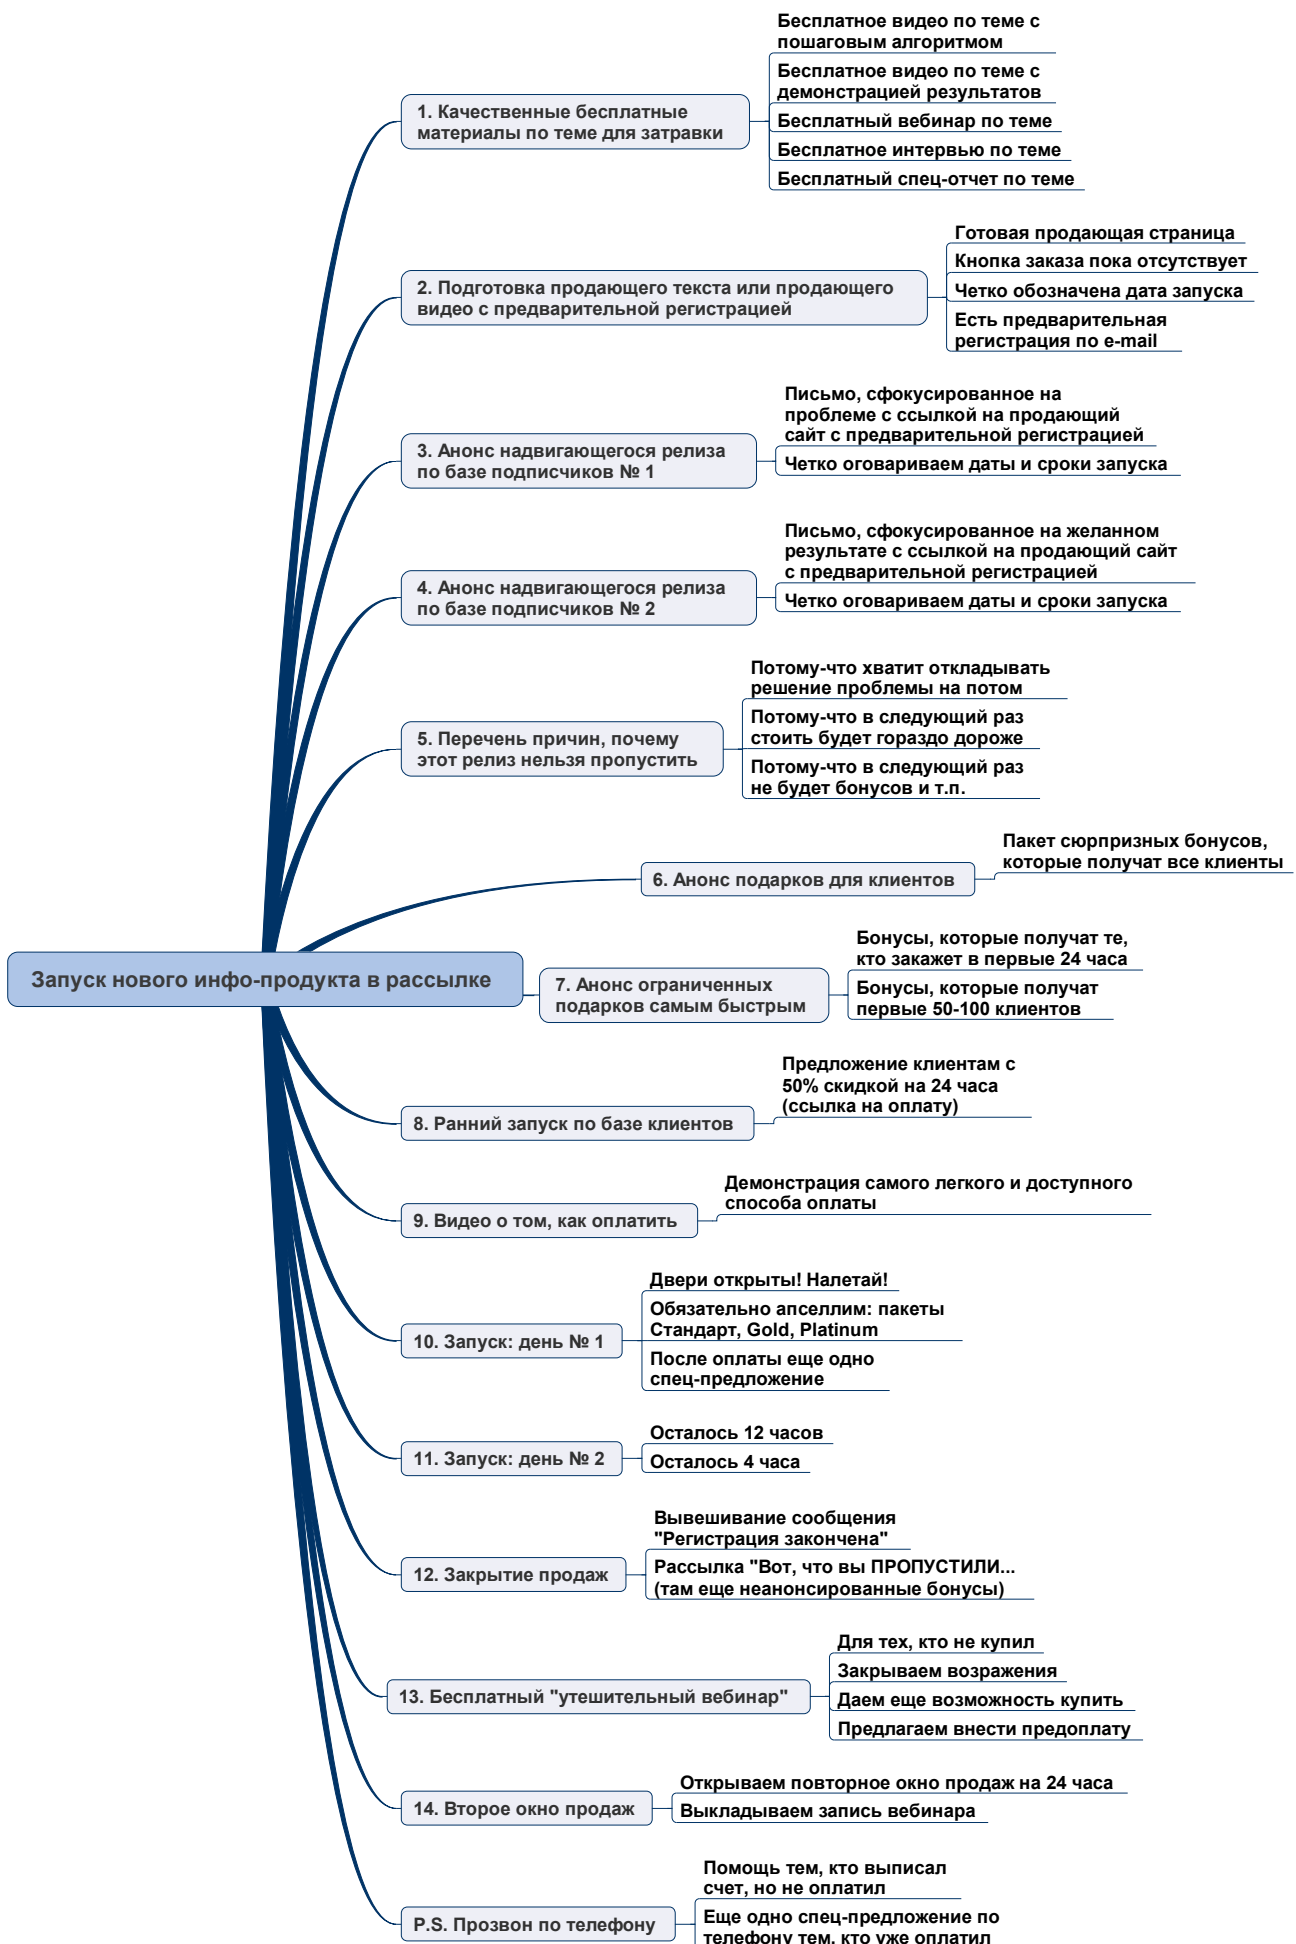 Бесплатное видео по теме с
пошаговым алгоритмом
Бесплатное видео по теме с
демонстрацией результатов
1. Качественные бесплатные
материалы по теме для затравки
Бесплатный вебинар по теме
Бесплатное интервью по теме
Бесплатный спец-отчет по теме
Готовая продающая страница
Кнопка заказа пока отсутствует
2. Подготовка продающего текста или продающего
видео с предварительной регистрацией
Четко обозначена дата запуска
Есть предварительная
регистрация по e-mail
Письмо, сфокусированное на
проблеме с ссылкой на продающий
сайт с предварительной регистрацией
3. Анонс надвигающегося релиза
по базе подписчиков № 1
Четко оговариваем даты и сроки запуска
Письмо, сфокусированное на желанном
результате с ссылкой на продающий сайт
с предварительной регистрацией
4. Анонс надвигающегося релиза
по базе подписчиков № 2
Четко оговариваем даты и сроки запуска
Потому-что хватит откладывать
решение проблемы на потом
5. Перечень причин, почему
этот релиз нельзя пропустить
Потому-что в следующий раз
стоить будет гораздо дороже
Потому-что в следующий раз
не будет бонусов и т.п.
6. Анонс подарков для клиентов
Пакет сюрпризных бонусов,
которые получат все клиенты
Запуск нового инфо-продукта в рассылке
7. Анонс ограниченных
подарков самым быстрым
Бонусы, которые получат те,
кто закажет в первые 24 часа
Бонусы, которые получат
первые 50-100 клиентов
8. Ранний запуск по базе клиентов
Предложение клиентам с
50% скидкой на 24 часа
(ссылка на оплату)
9. Видео о том, как оплатить
Демонстрация самого легкого и доступного
способа оплаты
10. Запуск: день № 1
Двери открыты! Налетай!
Обязательно апселлим: пакеты
Стандарт, Gold, Platinum
После оплаты еще одно
спец-предложение
11. Запуск: день № 2
Осталось 12 часов
Осталось 4 часа
12. Закрытие продаж
Вывешивание сообщения
"Регистрация закончена"
Рассылка "Вот, что вы ПРОПУСТИЛИ...
(там еще неанонсированные бонусы)
13. Бесплатный "утешительный вебинар"
Для тех, кто не купил
Закрываем возражения
Даем еще возможность купить
Предлагаем внести предоплату
14. Второе окно продаж
Открываем повторное окно продаж на 24 часа
Выкладываем запись вебинара
P.S. Прозвон по телефону
Помощь тем, кто выписал
счет, но не оплатил
Еще одно спец-предложение по
телефону тем, кто уже оплатил